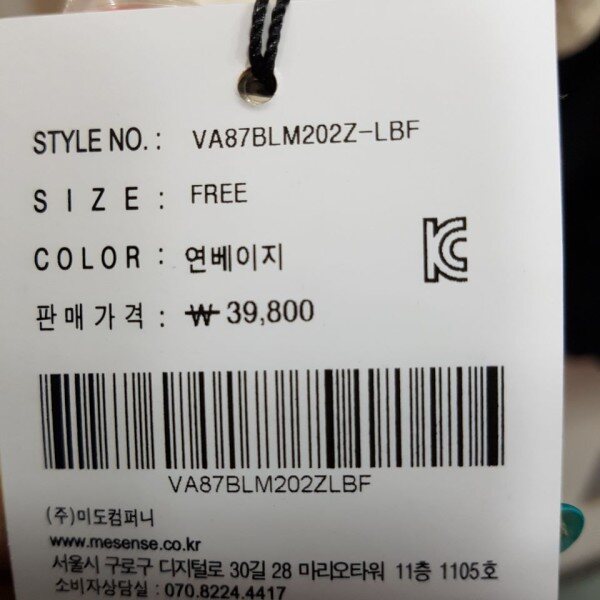 STYLE NO. : VA87BLM202Z-LBF
SIZE : FREE
COLOR : 연베이지
판매가격 : ₩ 39,800
VA87BLM202ZLBF
(주)미도컴퍼니
www.mesense.co.kr
서울시 구로구 디지털로 30길 28 마리오타워 11층 1105호
소비자상담실 : 070.8224.4417